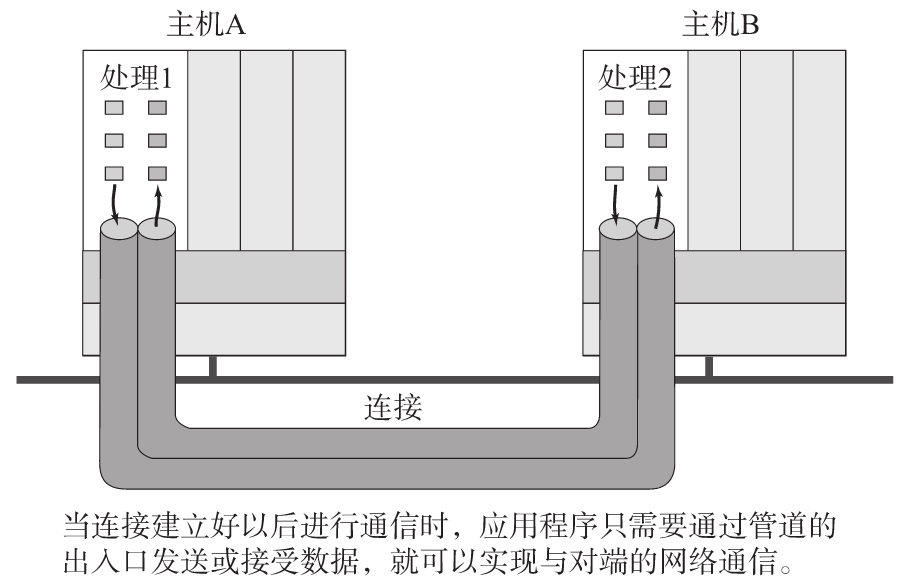 主机A
主机B
处理1
处理2
连接
当连接建立好以后进行通信时，应用程序只需要通过管道的
出入口发送或接受数据，就可以实现与对端的网络通信。